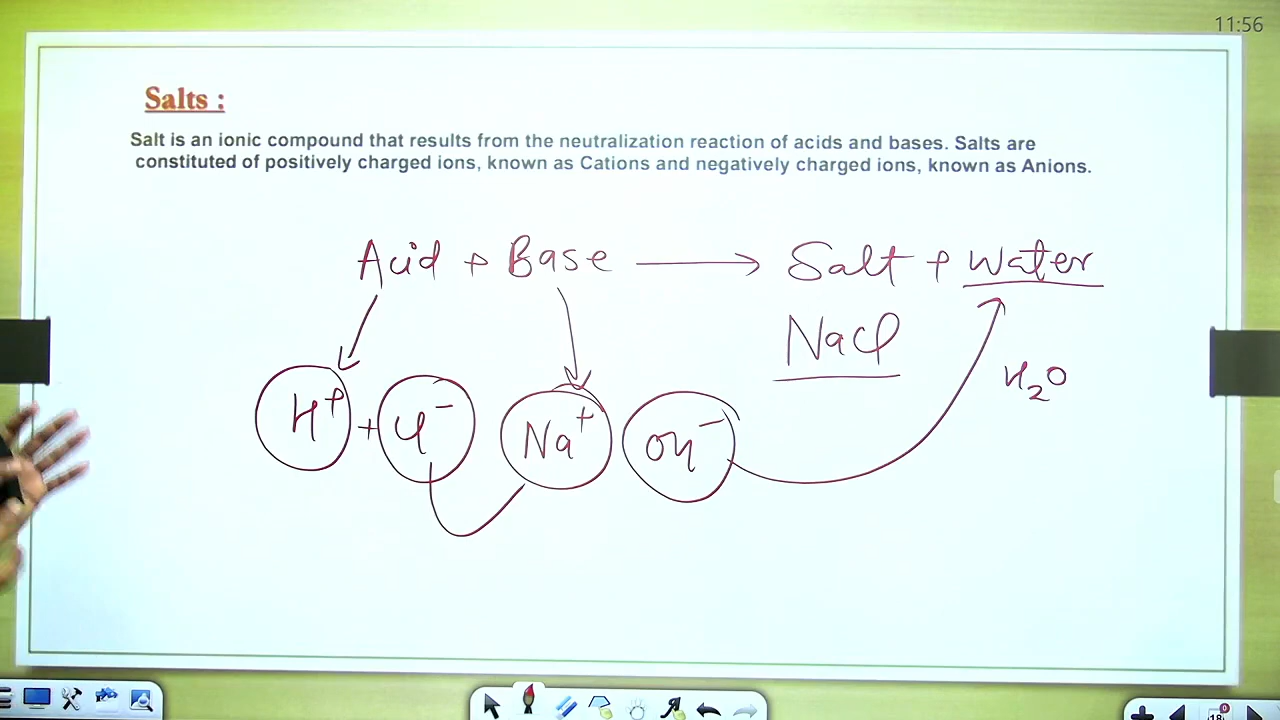 11:56
Salts :
Salt is an ionic compound that results from the neutralization reaction of acids and bases. Salts are
constituted of positively charged ions, known as Cations and negatively charged ions, known as Anions.
Acid + Base ⟶ Salt + Water
NaCl
H₂O
H⁺ + Cl⁻ Na⁺ OH⁻
18
0